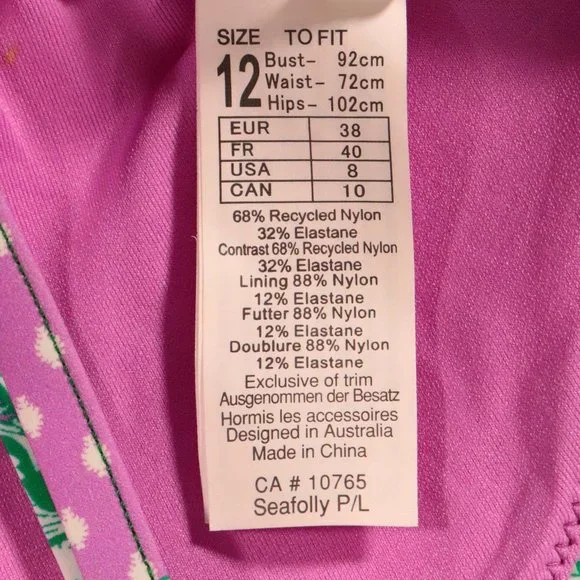 SIZE TO FIT
12 Bust- 92cm
Waist- 72cm
Hips- 102cm
EUR 38
FR 40
USA 8
CAN 10
68% Recycled Nylon
32% Elastane
Contrast 68% Recycled Nylon
32% Elastane
Lining 88% Nylon
12% Elastane
Futter 88% Nylon
12% Elastane
Doublure 88% Nylon
12% Elastane
Exclusive of trim
Ausgenommen der Besatz
Hormis les accessoires
Designed in Australia
Made in China
CA # 10765
Seafolly P/L